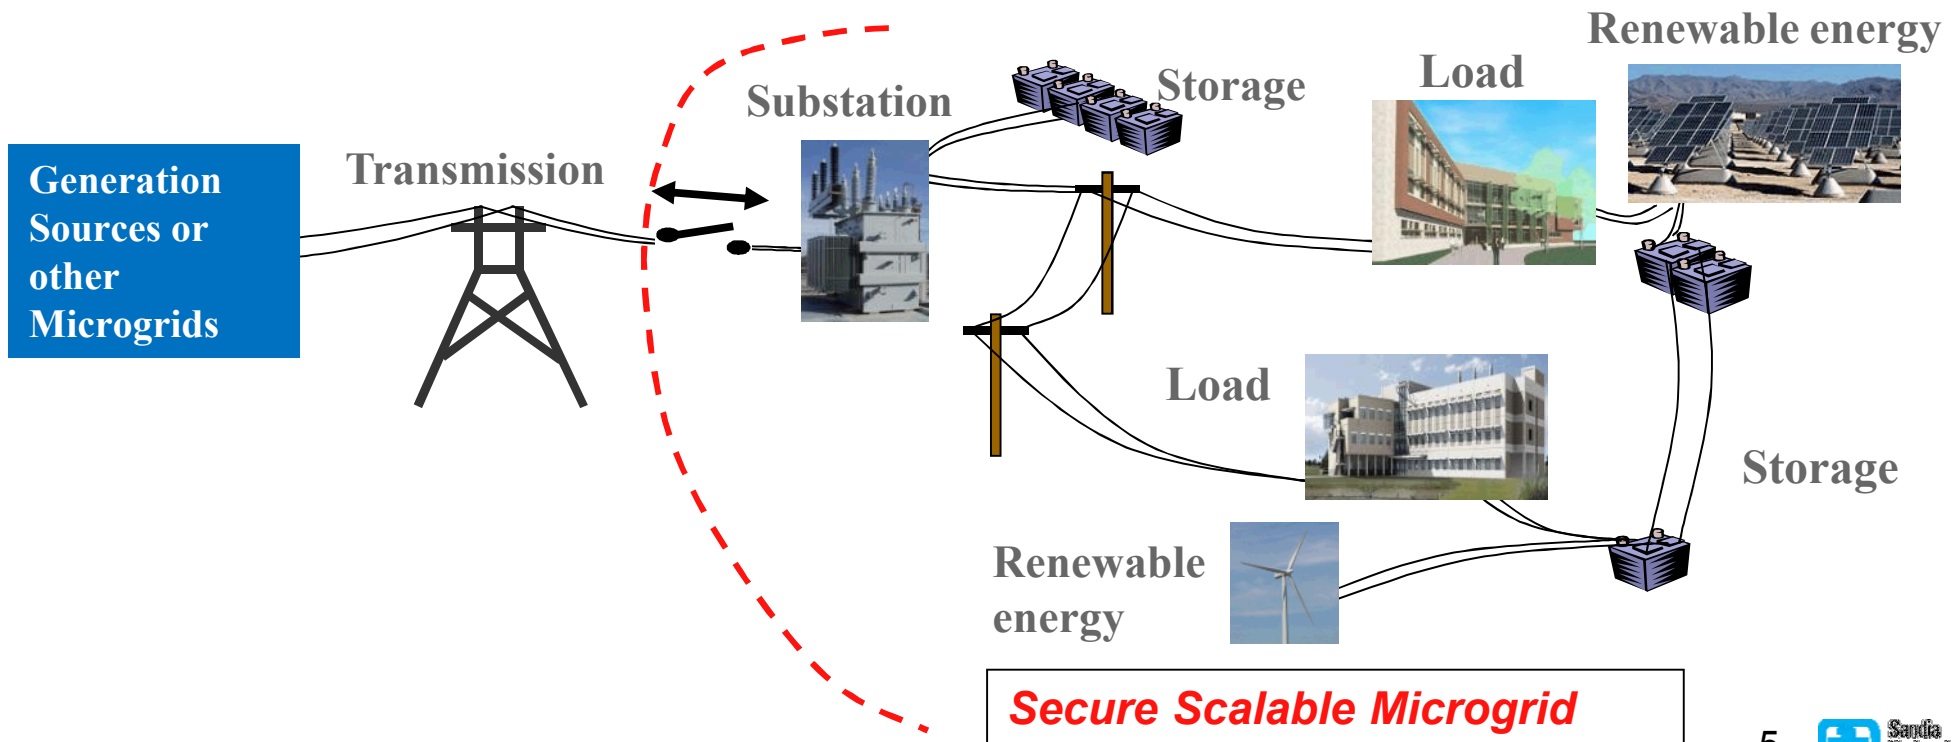 Renewable energy
Load
Storage
Substation
Transmission
Generation
Sources or
other
Microgrids
Load
Storage
Renewable
energy
Secure Scalable Microgrid
5
Sandia